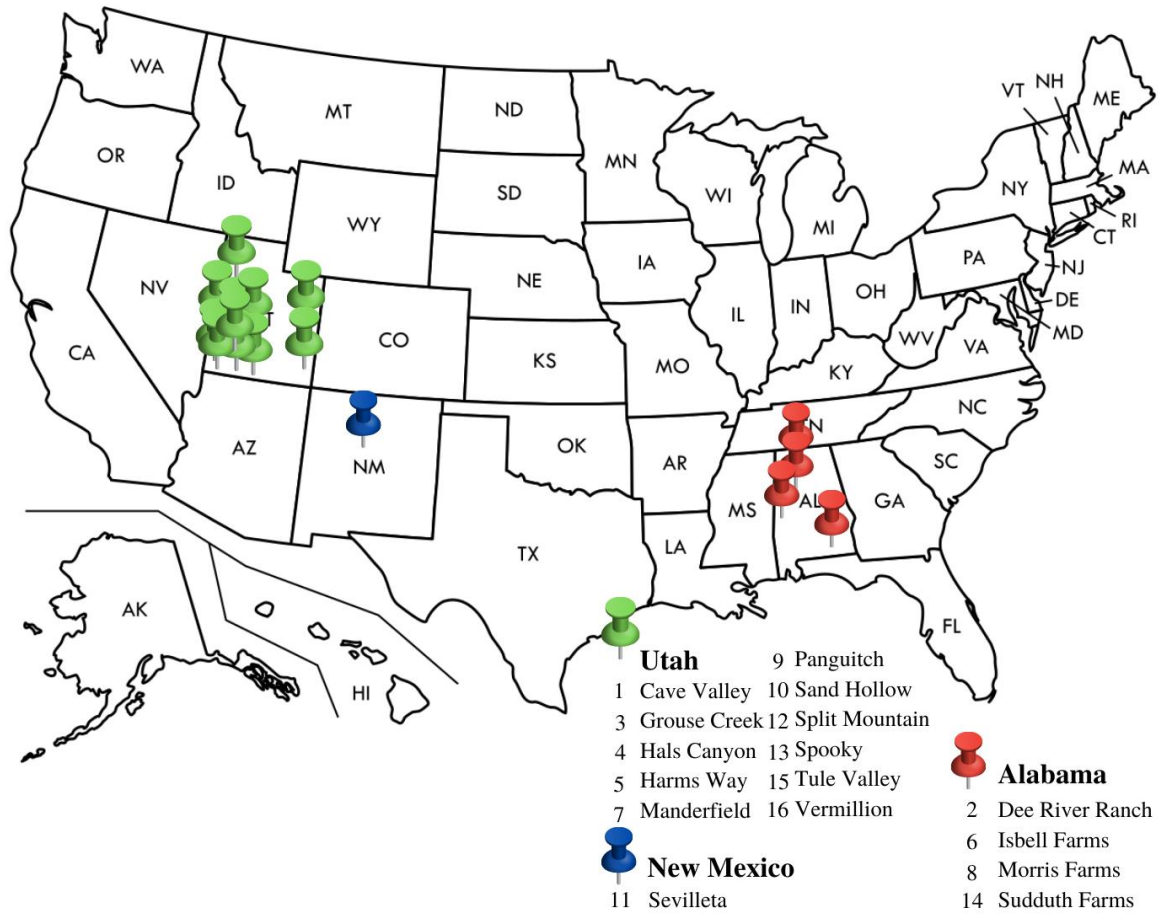 WA
MT
ND
MN
OR
ID
SD
WI
MI
VT
NH
ME
NY
MA
RI
CT
WY
IA
PA
NJ
NV
NE
IL
IN
OH
DE
MD
T
WV
VA
CA
CO
KS
MO
KY
NC
AZ
NM
OK
AR
N
SC
MS
AL
GA
TX
LA
FL
AK
HI
Utah
1 Cave Valley
3 Grouse Creek
4 Hals Canyon
5 Harms Way
7 Manderfield
9 Panguitch
10 Sand Hollow
12 Split Mountain
13 Spooky
15 Tule Valley
16 Vermillion
New Mexico
11 Sevilleta
Alabama
2 Dee River Ranch
6 Isbell Farms
8 Morris Farms
14 Sudduth Farms